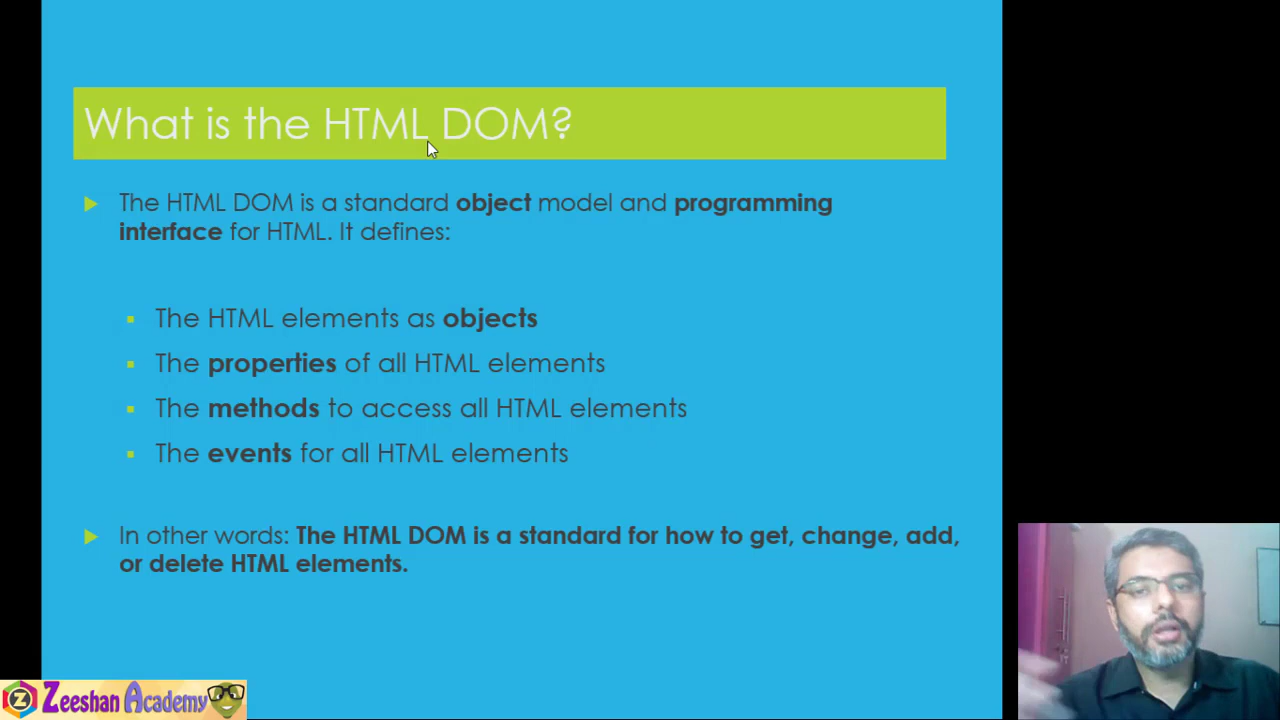 What is the HTML DOM?
The HTML DOM is a standard object model and programming
interface for HTML. It defines:
The HTML elements as objects
The properties of all HTML elements
The methods to access all HTML elements
The events for all HTML elements
In other words: The HTML DOM is a standard for how to get, change, add,
or delete HTML elements.
Z Zeeshan Academy